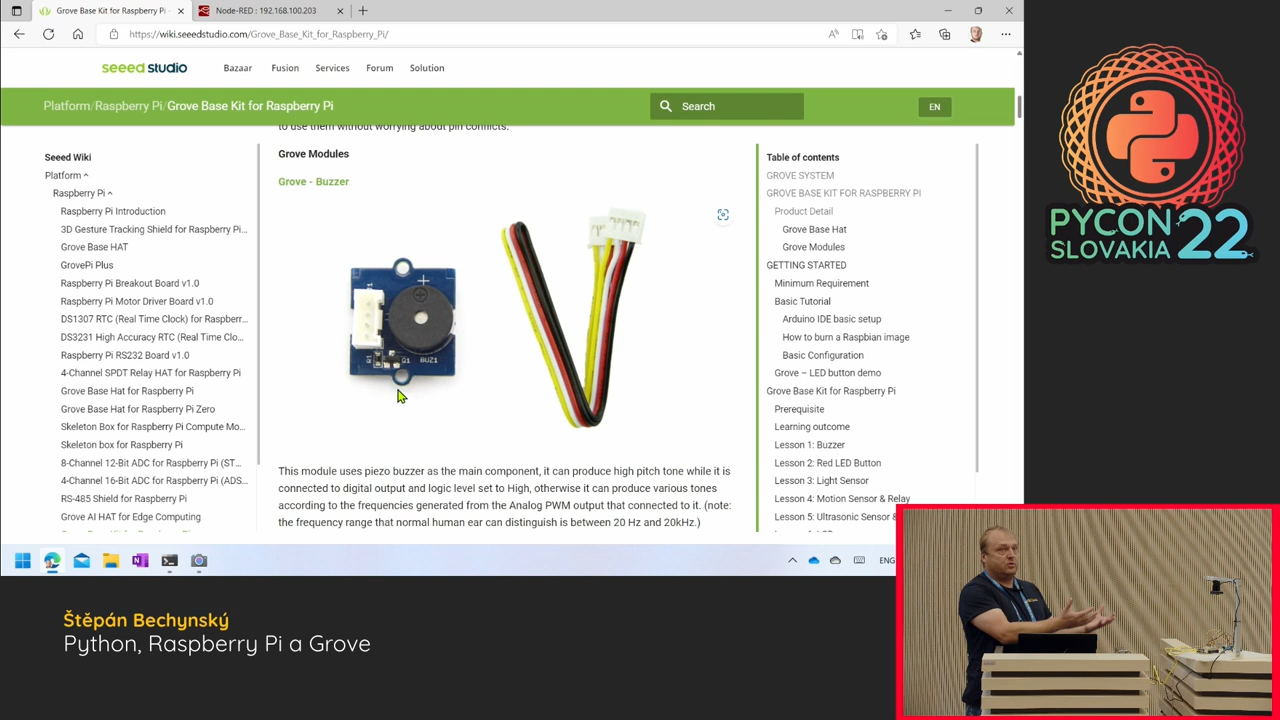 Grove Base Kit for Raspberry Pi -
Node-RED : 192.168.100.203
https://wiki.seeedstudio.com/Grove_Base_Kit_for_Raspberry_Pi/
seeed studio
Bazaar
Fusion
Services
Forum
Solution
Platform/Raspberry Pi/Grove Base Kit for Raspberry Pi
Search
EN
to use them without worrying about pin conflicts.
Seeed Wiki
Platform
Raspberry Pi
Raspberry Pi Introduction
3D Gesture Tracking Shield for Raspberry Pi...
Grove Base HAT
GrovePi Plus
Raspberry Pi Breakout Board v1.0
Raspberry Pi Motor Driver Board v1.0
DS1307 RTC (Real Time Clock) for Raspberr...
DS3231 High Accuracy RTC (Real Time Clo...
Raspberry Pi RS232 Board v1.0
4-Channel SPDT Relay HAT for Raspberry Pi
Grove Base Hat for Raspberry Pi
Grove Base Hat for Raspberry Pi Zero
Skeleton Box for Raspberry Pi Compute Mo...
Skeleton box for Raspberry Pi
8-Channel 12-Bit ADC for Raspberry Pi (ST...
4-Channel 16-Bit ADC for Raspberry Pi (ADS...
RS-485 Shield for Raspberry Pi
Grove AI HAT for Edge Computing
Grove Modules
Grove - Buzzer
BUZ1
This module uses piezo buzzer as the main component, it can produce high pitch tone while it is
connected to digital output and logic level set to High, otherwise it can produce various tones
according to the frequencies generated from the Analog PWM output that connected to it. (note:
the frequency range that normal human ear can distinguish is between 20 Hz and 20kHz.)
Table of contents
GROVE SYSTEM
GROVE BASE KIT FOR RASPBERRY PI
Product Detail
Grove Base Hat
Grove Modules
GETTING STARTED
Minimum Requirement
Basic Tutorial
Arduino IDE basic setup
How to burn a Raspbian image
Basic Configuration
Grove – LED button demo
Grove Base Kit for Raspberry Pi
Prerequisite
Learning outcome
Lesson 1: Buzzer
Lesson 2: Red LED Button
Lesson 3: Light Sensor
Lesson 4: Motion Sensor & Relay
Lesson 5: Ultrasonic Sensor &
ENG
PYCON 22
SLOVAKIA
Štěpán Bechynský
Python, Raspberry Pi a Grove